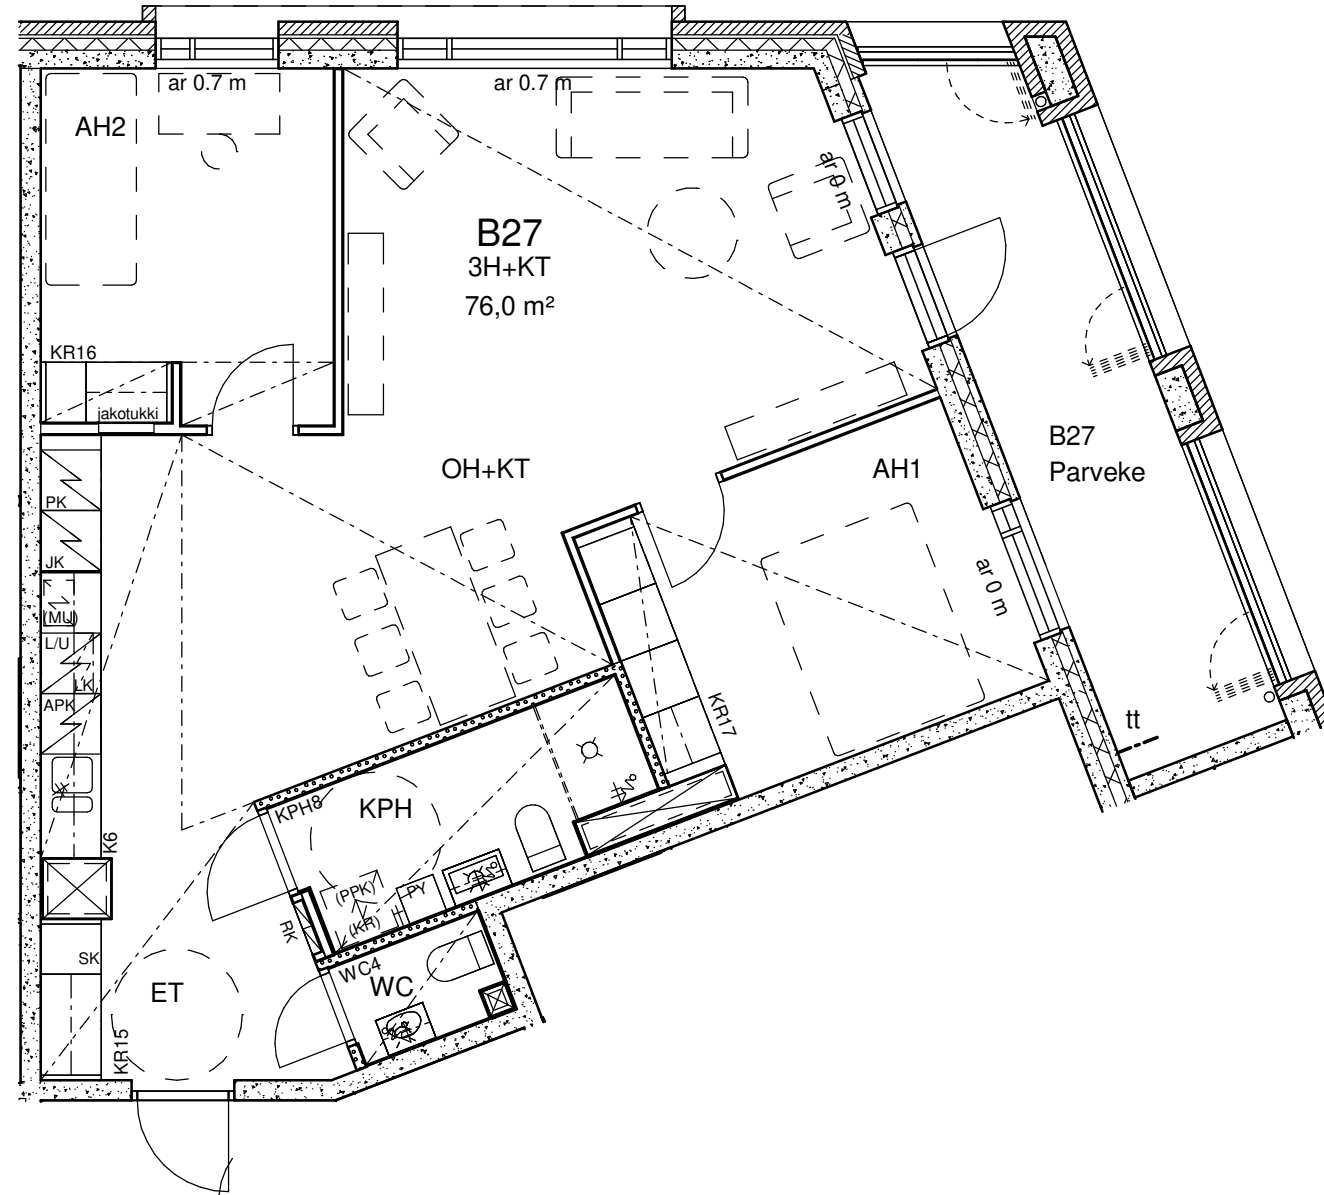 ar 0.7 m
ar 0.7 m
AH2
ar 0 m
B27
3H+KT
76,0 m²
KR16
jakotukki
OH+KT
AH1
B27
Parveke
PK
JK
(MU)
L/U
LK
APK
ar 0 m
KR17
tt
K6
KPH8
KPH
(PPK)
PY
(KR)
RK
SK
WC4
WC
ET
KR15